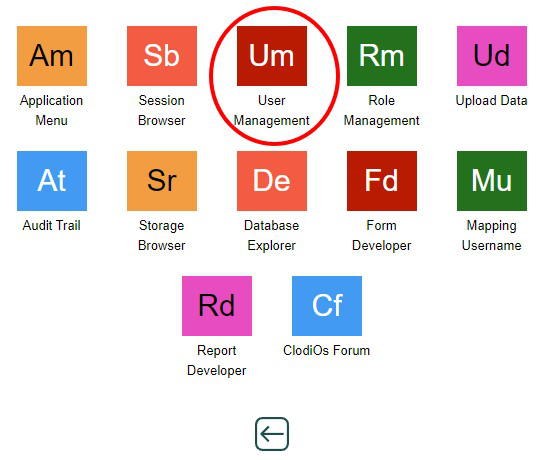 Am Sb Um Rm Ud
Application Session User Role Upload Data
Menu Browser Management Management
At Sr De Fd Mu
Audit Trail Storage Database Form Mapping
Browser Explorer Developer Username
Rd Cf
Report ClodiOs Forum
Developer